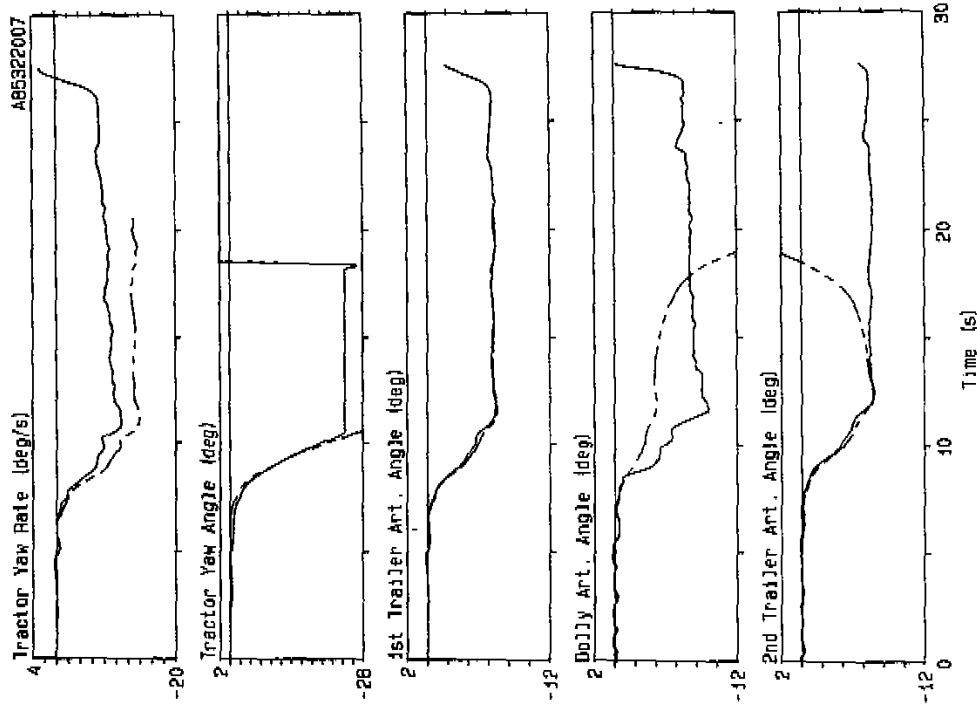 Tractor Yaw Rate (deg/s)
A85322007
4
-20
Tractor Yaw Angle (deg)
2
-28
1st Trailer Art. Angle (deg)
2
-12
Dolly Art. Angle (deg)
2
-12
2nd Trailer Art. Angle (deg)
2
-12
0 10 20 30
Time (s)